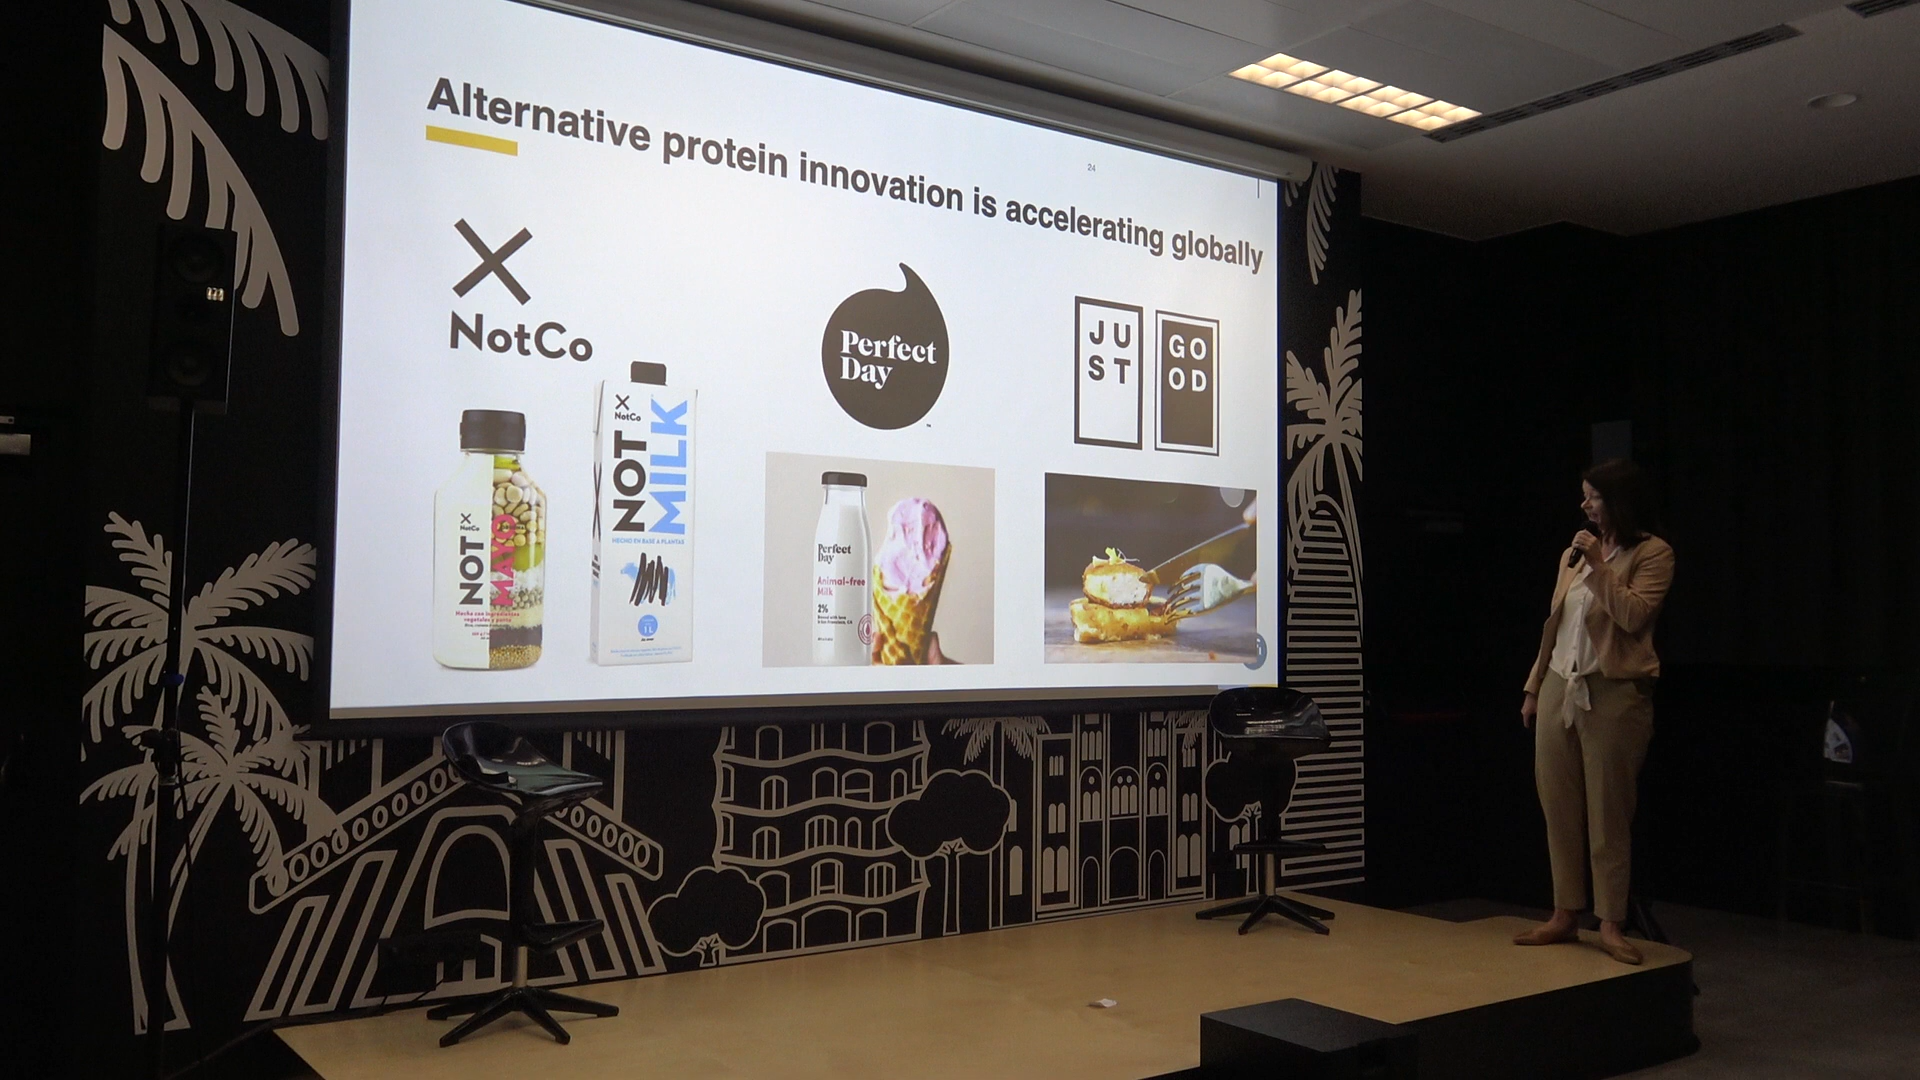 Alternative protein innovation is accelerating globally
24
NotCo
Perfect
Day
JU
ST
GO
OD
NotCo
NOT
MILK
HECHO EN BASE A PLANTAS
1 L
NotCo
NOT
MAYO
Perfect
Day
Animal-free
Milk
2%